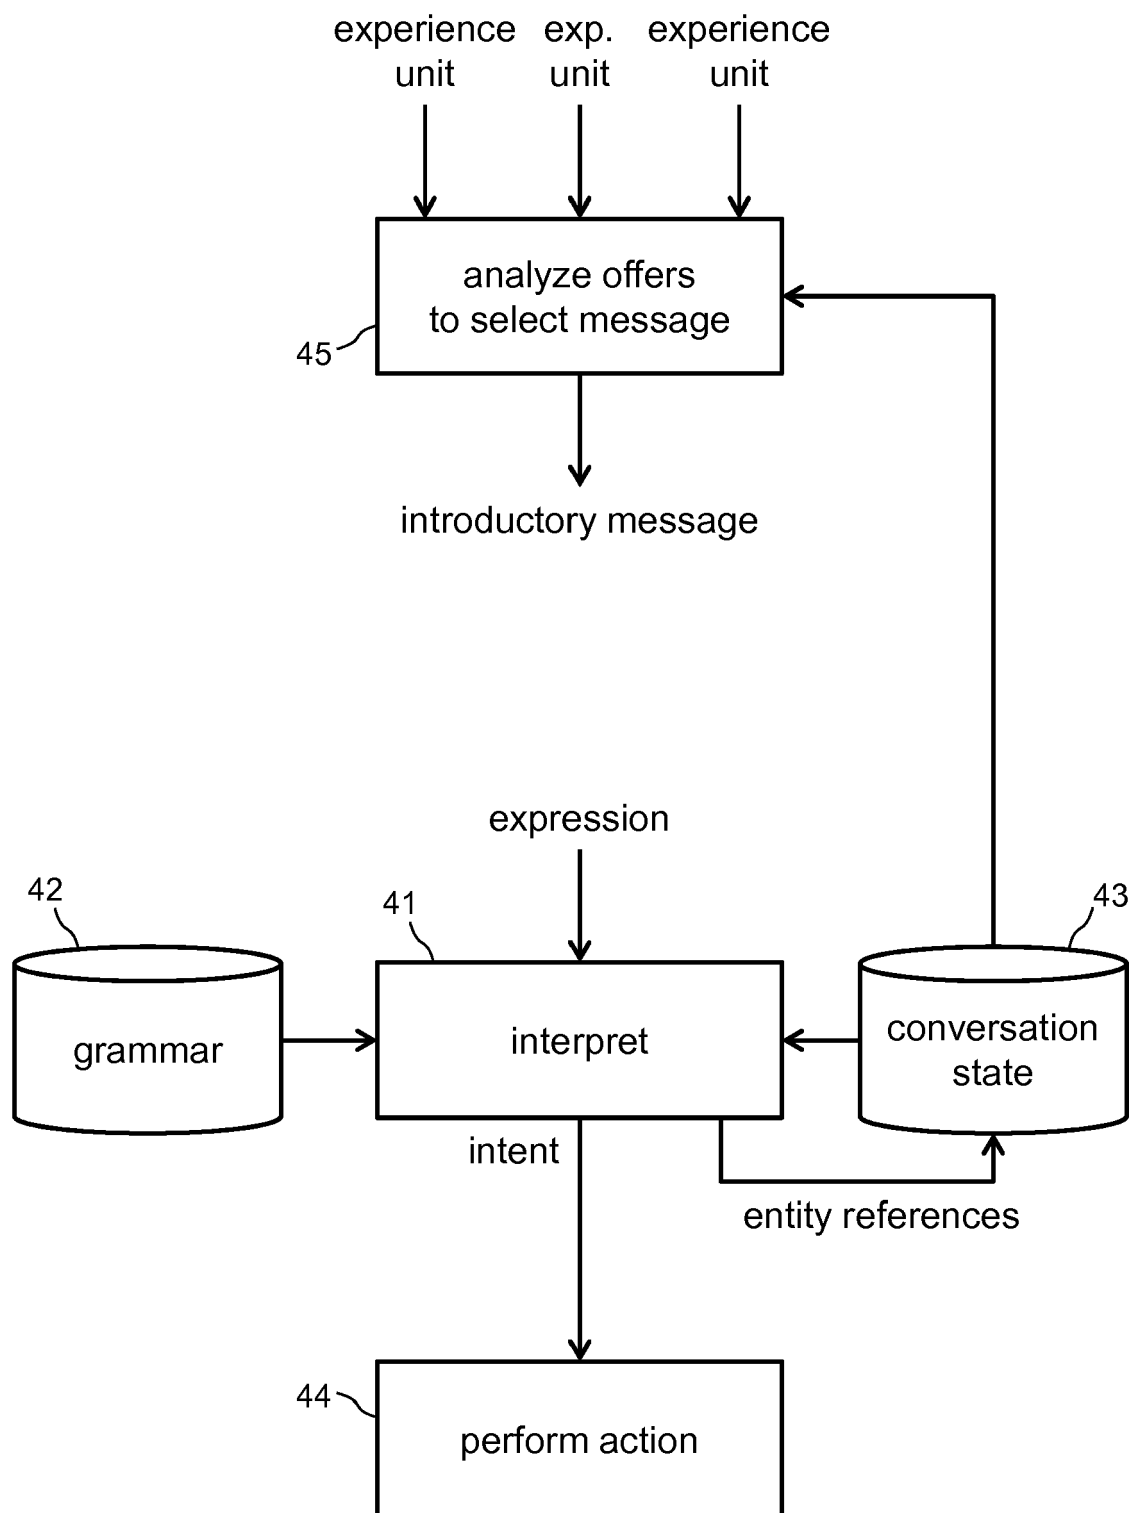 experience exp. experience
unit unit unit
analyze offers
to select message
45
introductory message
expression
42
41
43
grammar
interpret
conversation
state
intent
entity references
44
perform action